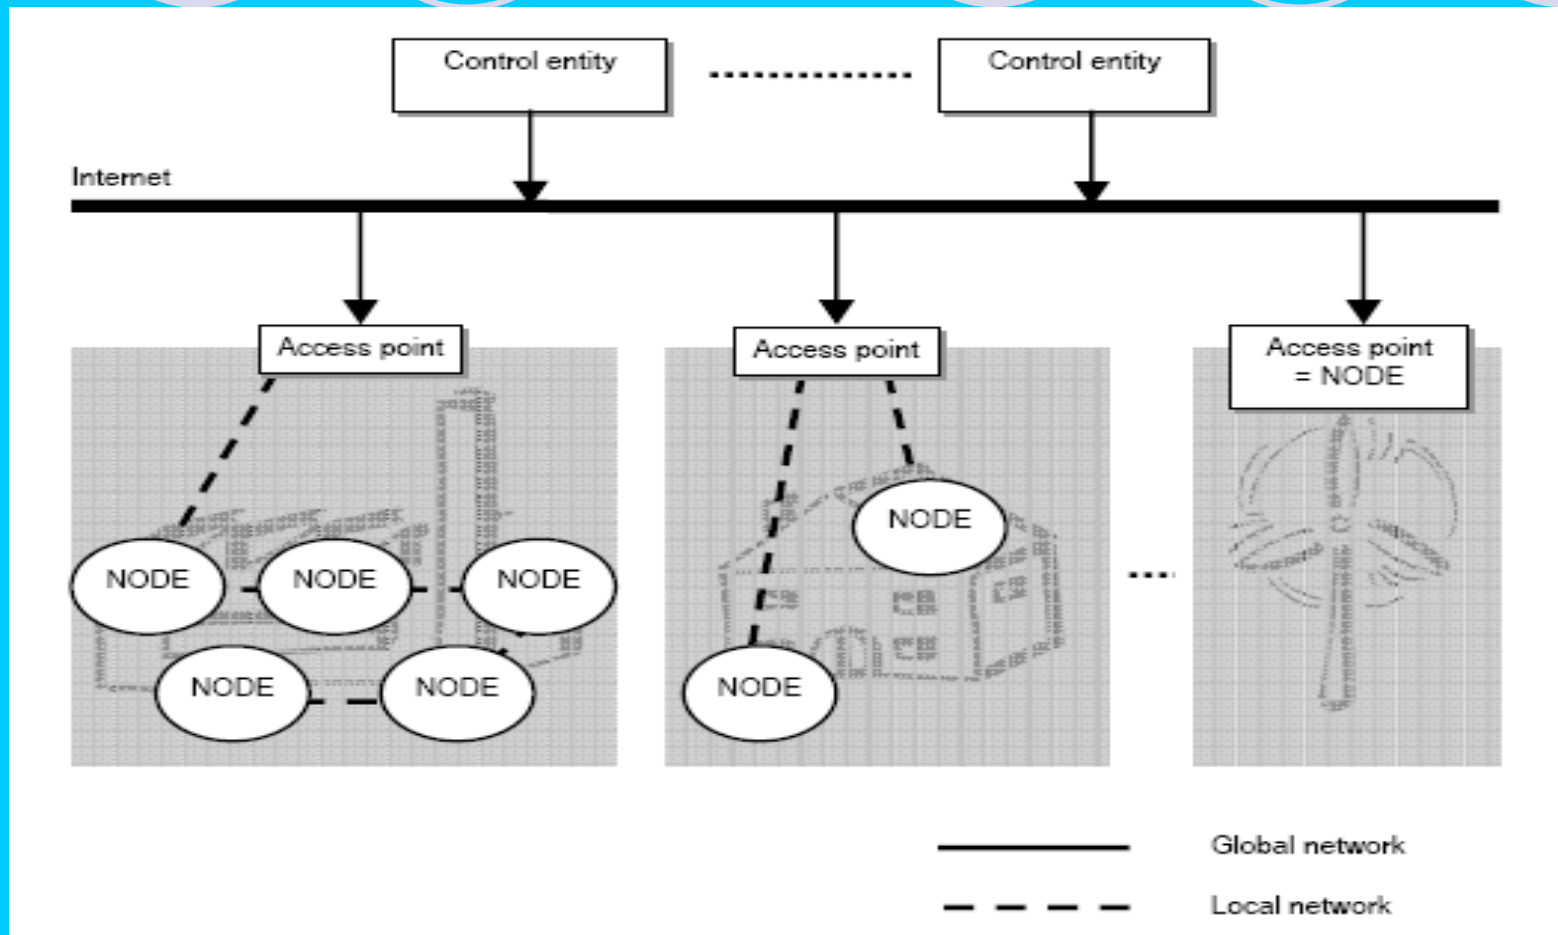 Control entity
Control entity
Internet
Access point
Access point
Access point
= NODE
NODE
NODE
NODE
NODE
NODE
NODE
NODE
Global network
Local network